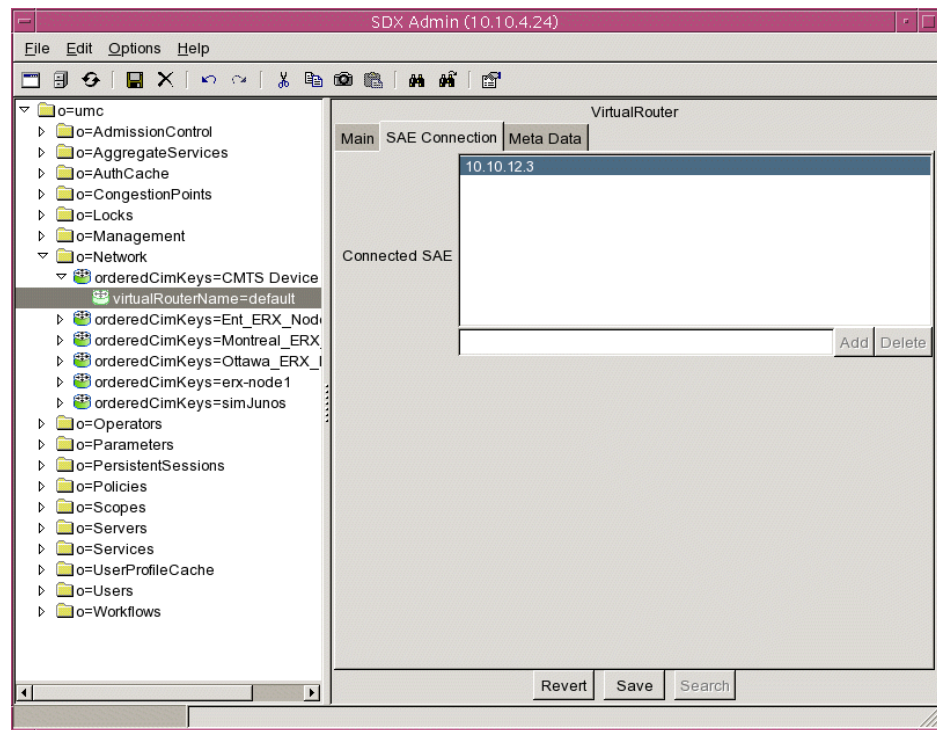 SDX Admin (10.10.4.24)
File Edit Options Help
o=umc
o=AdmissionControl
o=AggregateServices
o=AuthCache
o=CongestionPoints
o=Locks
o=Management
o=Network
orderedCimKeys=CMTS Device
virtualRouterName=default
orderedCimKeys=Ent_ERX_Node
orderedCimKeys=Montreal_ERX_
orderedCimKeys=Ottawa_ERX_
orderedCimKeys=erx-node1
orderedCimKeys=simJunos
o=Operators
o=Parameters
o=PersistentSessions
o=Policies
o=Scopes
o=Servers
o=Services
o=UserProfileCache
o=Users
o=Workflows
VirtualRouter
Main SAE Connection Meta Data
10.10.12.3
Connected SAE
Add Delete
Revert Save Search